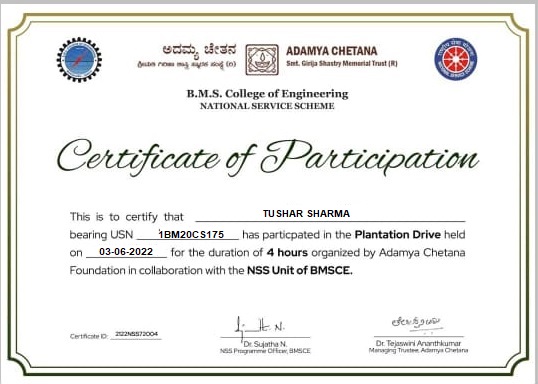 ಅದಮ್ಯ ಚೇತನ
ADAMYA CHETANA
Smt. Girija Shastry Memorial Trust (R)
B.M.S. College of Engineering
NATIONAL SERVICE SCHEME
Certificate of Participation
This is to certify that TUSHAR SHARMA
bearing USN 1BM20CS175 has particpated in the Plantation Drive held
on 03-06-2022 for the duration of 4 hours organized by Adamya Chetana
Foundation in collaboration with the NSS Unit of BMSCE.
Certificate ID: 2122NSS72004
Dr. Sujatha N.
NSS Programme Officer, BMSCE
Dr. Tejaswini Ananthkumar
Managing Trustee, Adamya Chetana